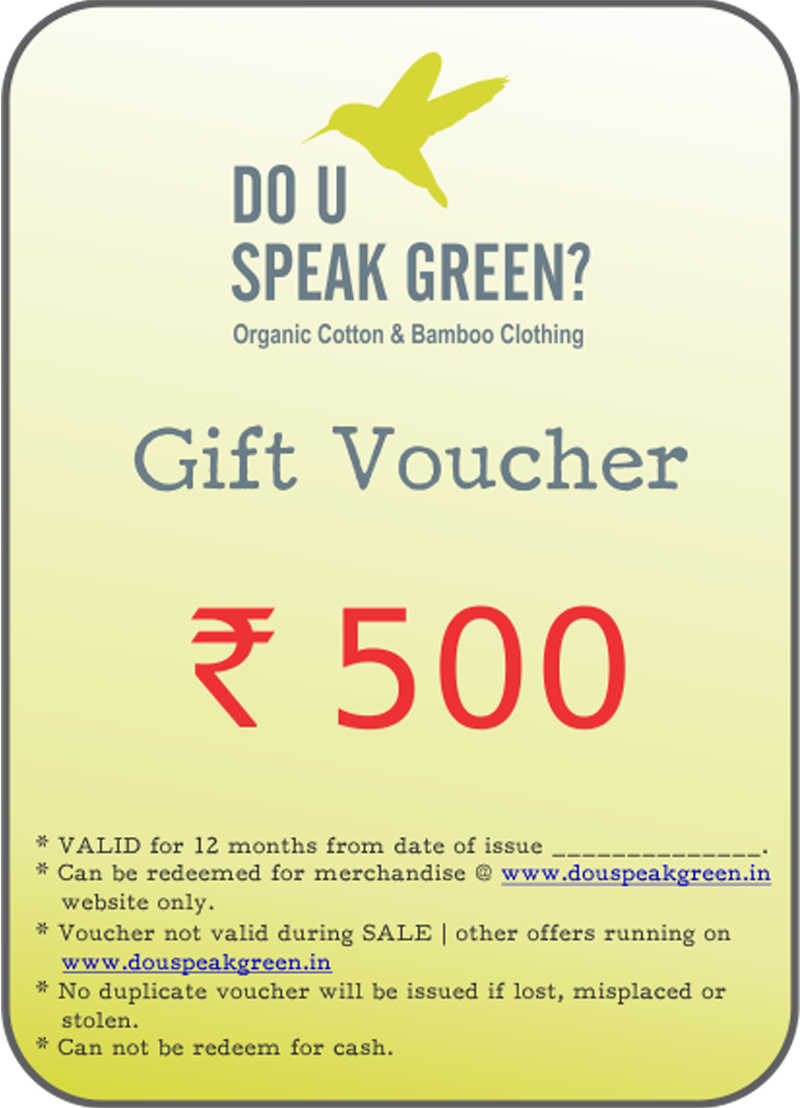 DO U
SPEAK GREEN?
Organic Cotton & Bamboo Clothing
Gift Voucher
₹ 500
* VALID for 12 months from date of issue ______________.
* Can be redeemed for merchandise @ www.douspeakgreen.in
website only.
* Voucher not valid during SALE | other offers running on
www.douspeakgreen.in
* No duplicate voucher will be issued if lost, misplaced or
stolen.
* Can not be redeem for cash.